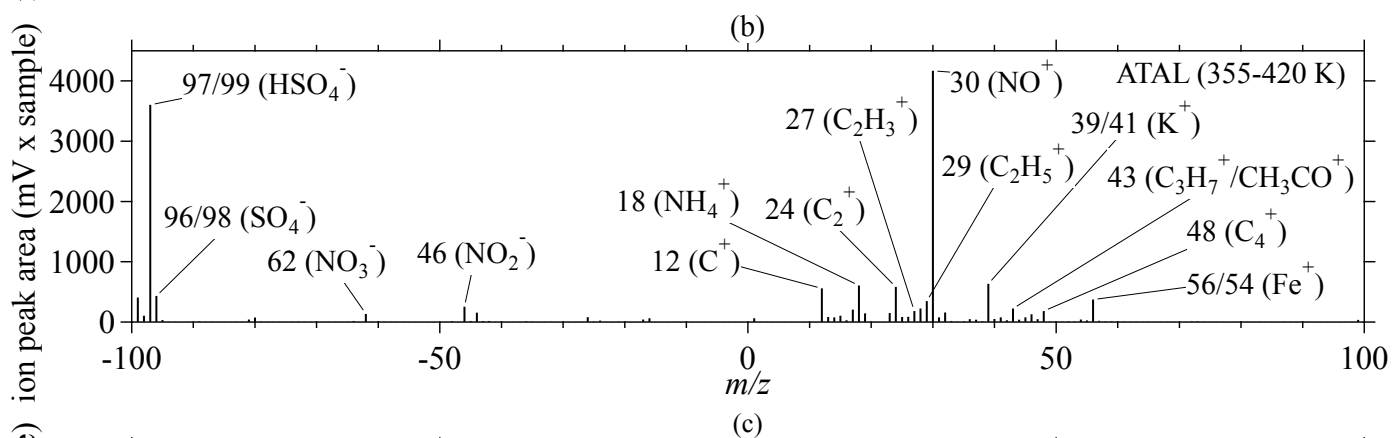 (b)
ion peak area (mV x sample)
4000
3000
2000
1000
0
97/99 (HSO₄⁻)
96/98 (SO₄⁻)
62 (NO₃⁻)
46 (NO₂⁻)
12 (C⁺)
18 (NH₄⁺)
24 (C₂⁺)
27 (C₂H₃⁺)
30 (NO⁺)
29 (C₂H₅⁺)
ATAL (355-420 K)
39/41 (K⁺)
43 (C₃H₇⁺/CH₃CO⁺)
48 (C₄⁺)
56/54 (Fe⁺)
-100 -50 0 50 100
m/z
(c)